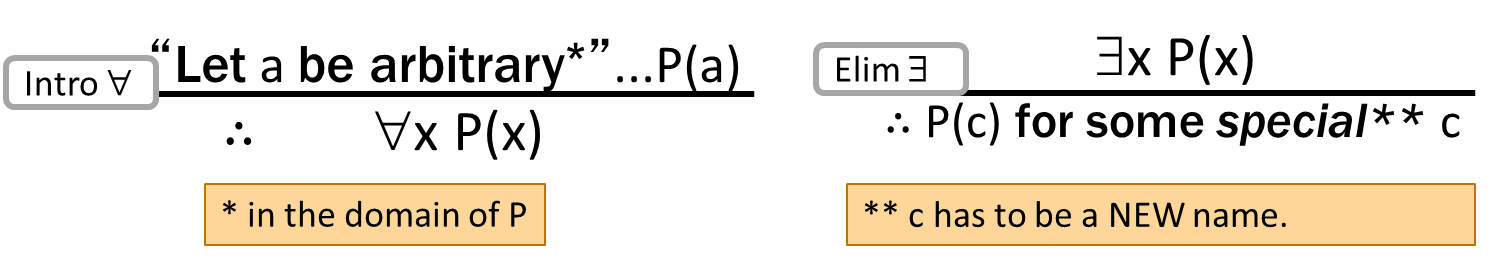 Intro ∀ “Let a be arbitrary*”...P(a)
∴ ∀x P(x)
* in the domain of P
Elim ∃ ∃x P(x)
∴ P(c) for some special** c
** c has to be a NEW name.